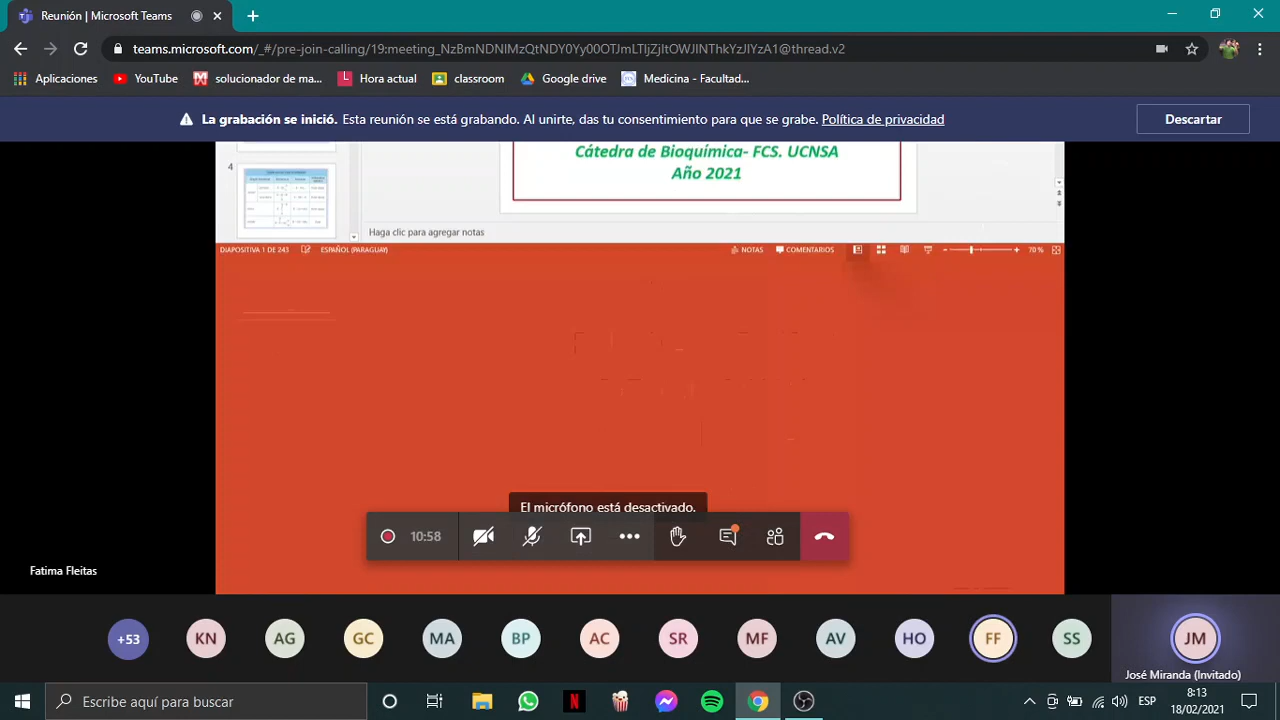 Reunión | Microsoft Teams
teams.microsoft.com/_#/pre-join-calling/19:meeting_NzBmNDNlMzQtNDY0Yy00OTJmLTljZjItOWJlNThkYzJlYzA1@thread.v2
Aplicaciones YouTube solucionador de ma... Hora actual classroom Google drive Medicina - Facultad...
La grabación se inició. Esta reunión se está grabando. Al unirte, das tu consentimiento para que se grabe. Política de privacidad Descartar
Cátedra de Bioquímica- FCS. UCNSA
Año 2021
4
Haga clic para agregar notas
DIAPOSITIVA 1 DE 243 ESPAÑOL (PARAGUAY) NOTAS COMENTARIOS 70 %
El micrófono está desactivado.
10:58
Fatima Fleitas
+53 KN AG GC MA BP AC SR MF AV HO FF SS JM
José Miranda (Invitado)
Escribe aquí para buscar
ESP
8:13
18/02/2021